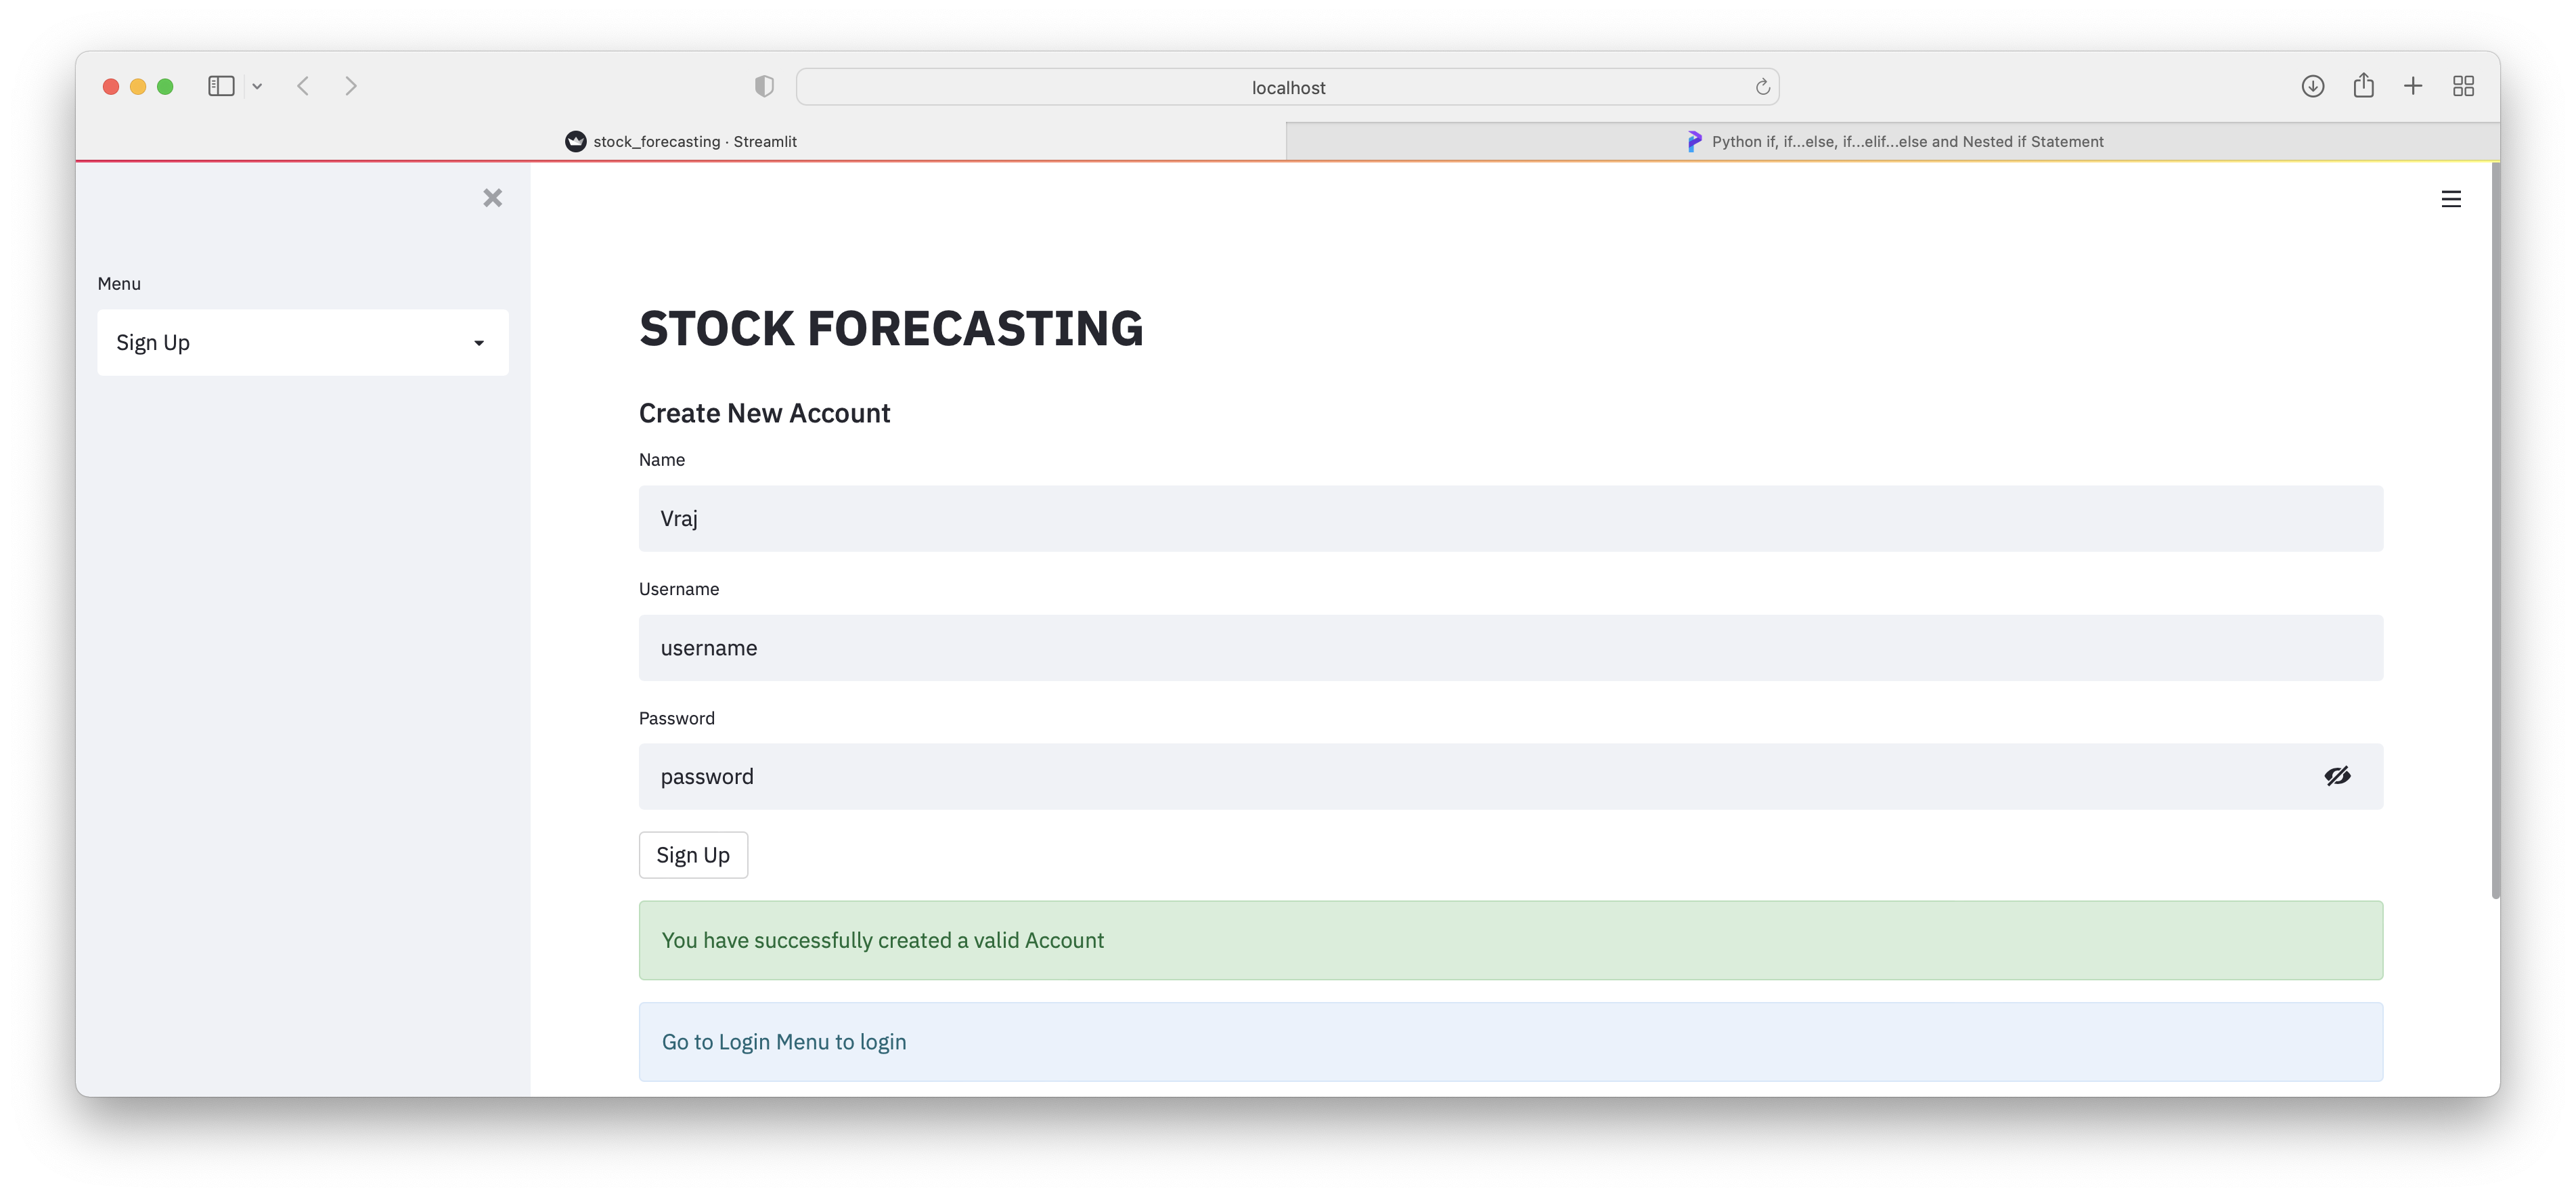 localhost
stock_forecasting · Streamlit
Python if, if...else, if...elif...else and Nested if Statement
Menu
Sign Up
STOCK FORECASTING
Create New Account
Name
Vraj
Username
username
Password
password
Sign Up
You have successfully created a valid Account
Go to Login Menu to login